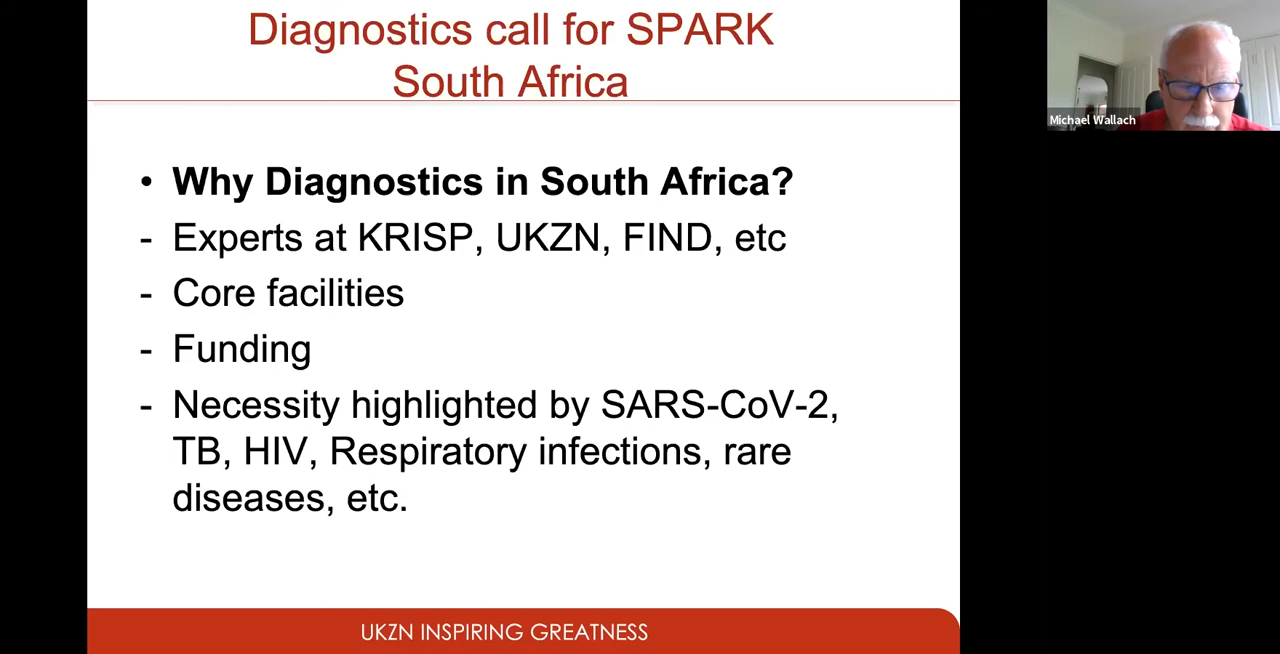 Diagnostics call for SPARK
South Africa
• Why Diagnostics in South Africa?
- Experts at KRISP, UKZN, FIND, etc
- Core facilities
- Funding
- Necessity highlighted by SARS-CoV-2,
TB, HIV, Respiratory infections, rare
diseases, etc.
UKZN INSPIRING GREATNESS
Michael Wallach